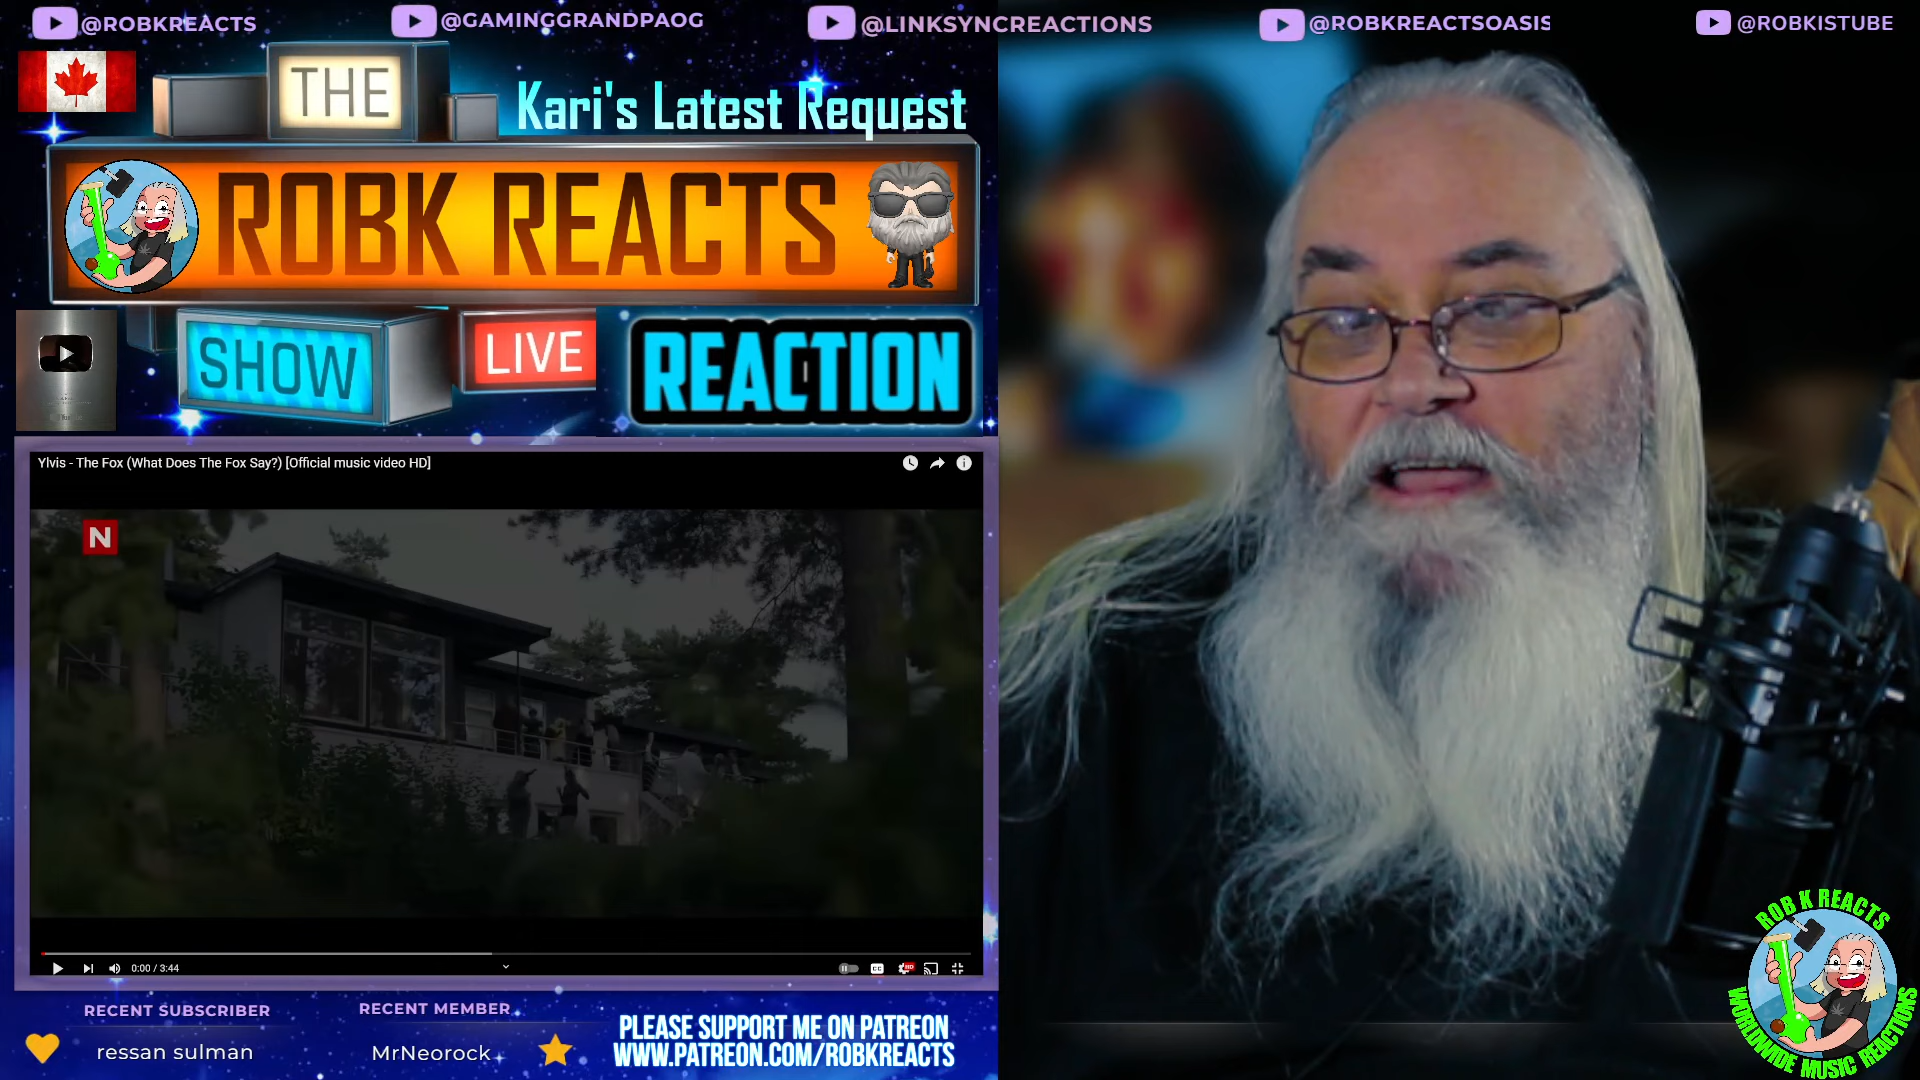 @ROBKREACTS
@GAMINGGRANDPAOG
@LINKSYNCREACTIONS
@ROBKREACTSOASIS
@ROBKISTUBE
THE
Kari's Latest Request
ROBK REACTS
SHOW
LIVE
REACTION
Ylvis - The Fox (What Does The Fox Say?) [Official music video HD]
N
0:00 / 3:44
CC
HD
RECENT SUBSCRIBER
ressan sulman
RECENT MEMBER
MrNeorock
PLEASE SUPPORT ME ON PATREON
WWW.PATREON.COM/ROBKREACTS
ROB K REACTS
WORLDWIDE MUSIC REACTIONS